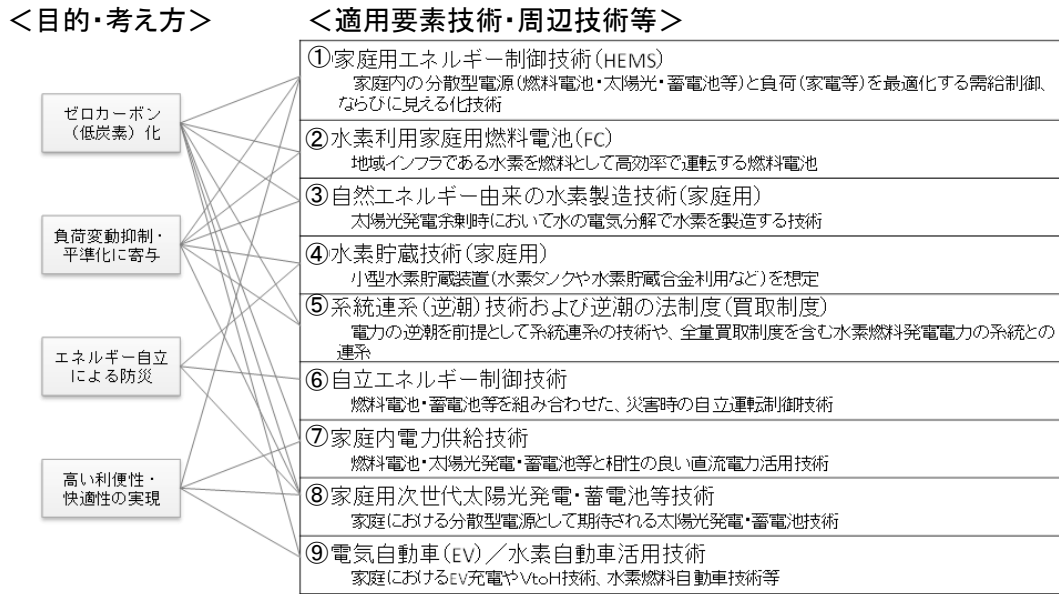 ＜目的・考え方＞
＜適用要素技術・周辺技術等＞
ゼロカーボン
（低炭素）化
負荷変動抑制・
平準化に寄与
エネルギー自立
による防災
高い利便性・
快適性の実現
①家庭用エネルギー制御技術（HEMS）
家庭内の分散型電源（燃料電池・太陽光・蓄電池等）と負荷（家電等）を最適化する需給制御、
ならびに見える化技術
②水素利用家庭用燃料電池（FC）
地域インフラである水素を燃料として高効率で運転する燃料電池
③自然エネルギー由来の水素製造技術（家庭用）
太陽光発電余剰時において水の電気分解で水素を製造する技術
④水素貯蔵技術（家庭用）
小型水素貯蔵装置（水素タンクや水素貯蔵合金利用など）を想定
⑤系統連系（逆潮）技術および逆潮の法制度（買取制度）
電力の逆潮を前提として系統連系の技術や、全量買取制度を含む水素燃料発電電力の系統との
連系
⑥自立エネルギー制御技術
燃料電池・蓄電池等を組み合わせた、災害時の自立運転制御技術
⑦家庭内電力供給技術
燃料電池・太陽光発電・蓄電池等と相性の良い直流電力活用技術
⑧家庭用次世代太陽光発電・蓄電池等技術
家庭における分散型電源として期待される太陽光発電・蓄電池技術
⑨電気自動車（EV）／水素自動車活用技術
家庭におけるEV充電やVtoH技術、水素燃料自動車技術等